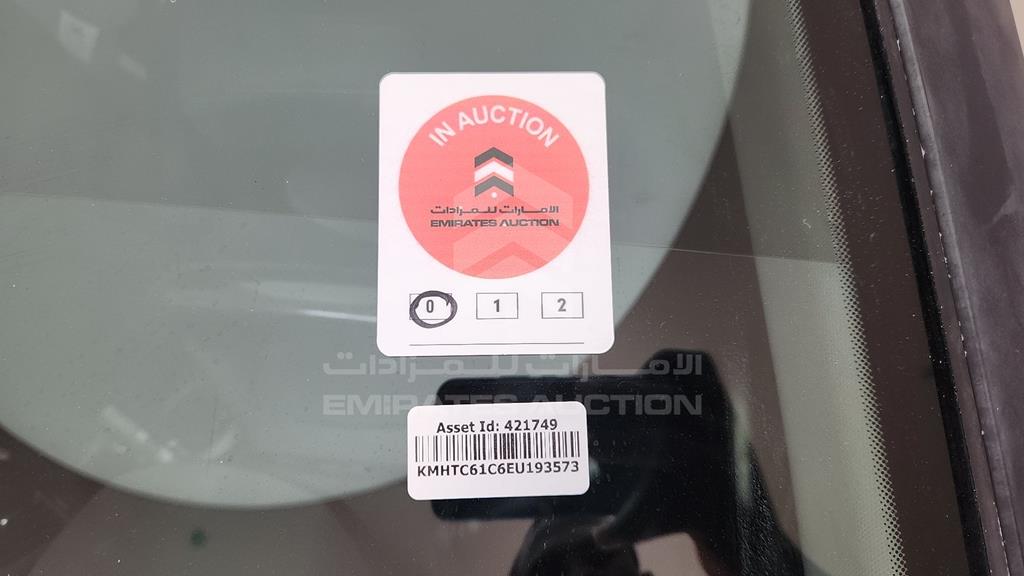 IN AUCTION
الامارات للمزادات
EMIRATES AUCTION
0 1 2
الامارات للمزادات
EMIRATES AUCTION
Asset Id: 421749
KMHTC61C6EU193573